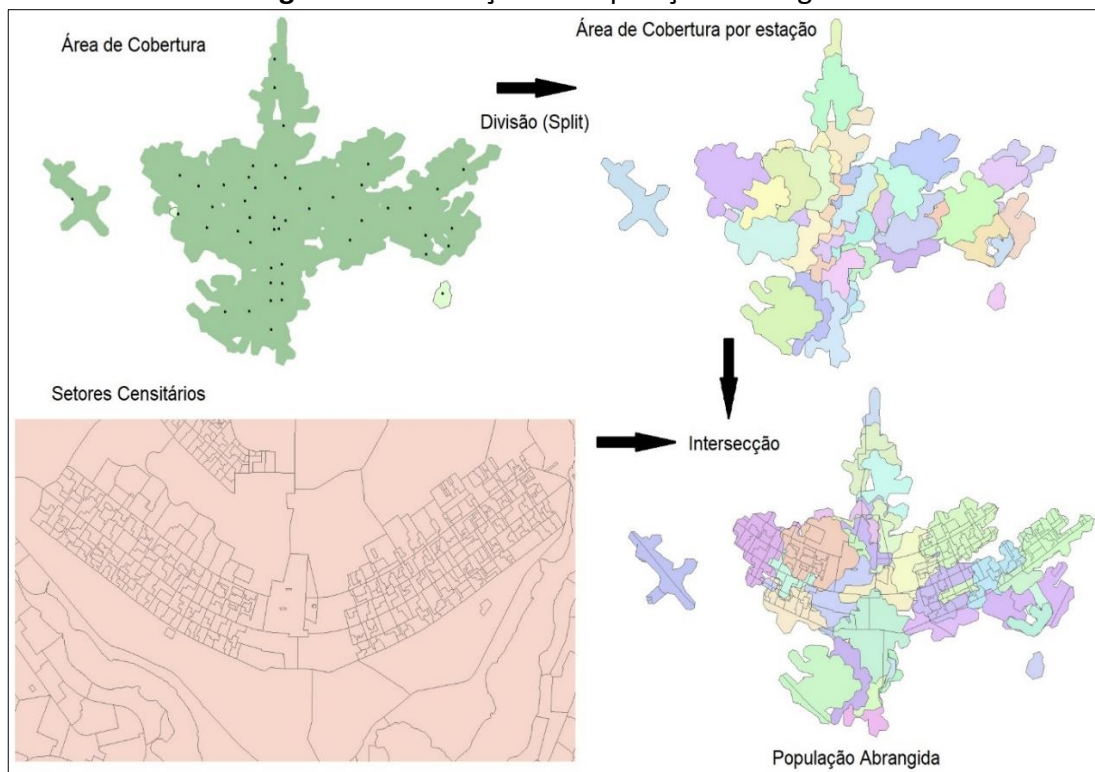 Área de Cobertura
Área de Cobertura por estação
Divisão (Split)
Setores Censitários
Intersecção
População Abrangida